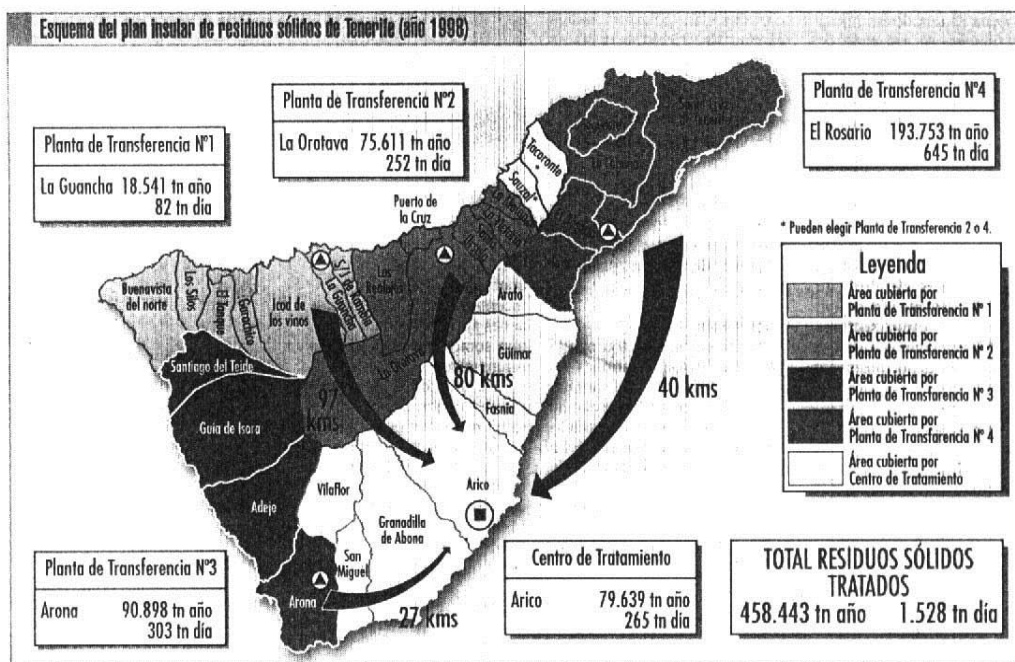 Esquema del plan insular de residuos sólidos de Tenerife (año 1998)
Planta de Transferencia Nº1
La Guancha 18.541 tn año
82 tn día
Planta de Transferencia Nº2
La Orotava 75.611 tn año
252 tn día
Planta de Transferencia Nº4
El Rosario 193.753 tn año
645 tn día
* Pueden elegir Planta de Transferencia 2 o 4.
Leyenda
Área cubierta por
Planta de Transferencia Nº 1
Área cubierta por
Planta de Transferencia Nº 2
Área cubierta por
Planta de Transferencia Nº 3
Área cubierta por
Planta de Transferencia Nº 4
Área cubierta por
Centro de Tratamiento
Tacoronte
*
Sauzal*
Puerto de
la Cruz
Buenavista
del norte
Los Silos
El Tanque
Garachico
Icod de
los vinos
S/J de Rambla
La Guancha
Los
La Orotava
Arafo
Güímar
Fasnia
Santiago del Teide
Guía de Isora
Adeje
Vilaflor
Granadilla
de Abona
San
Miguel
Arona
Arico
97
kms
80 kms
40 kms
27 kms
Planta de Transferencia Nº3
Arona 90.898 tn año
303 tn día
Centro de Tratamiento
Arico 79.639 tn año
265 tn día
TOTAL RESIDUOS SÓLIDOS
TRATADOS
458.443 tn año 1.528 tn día